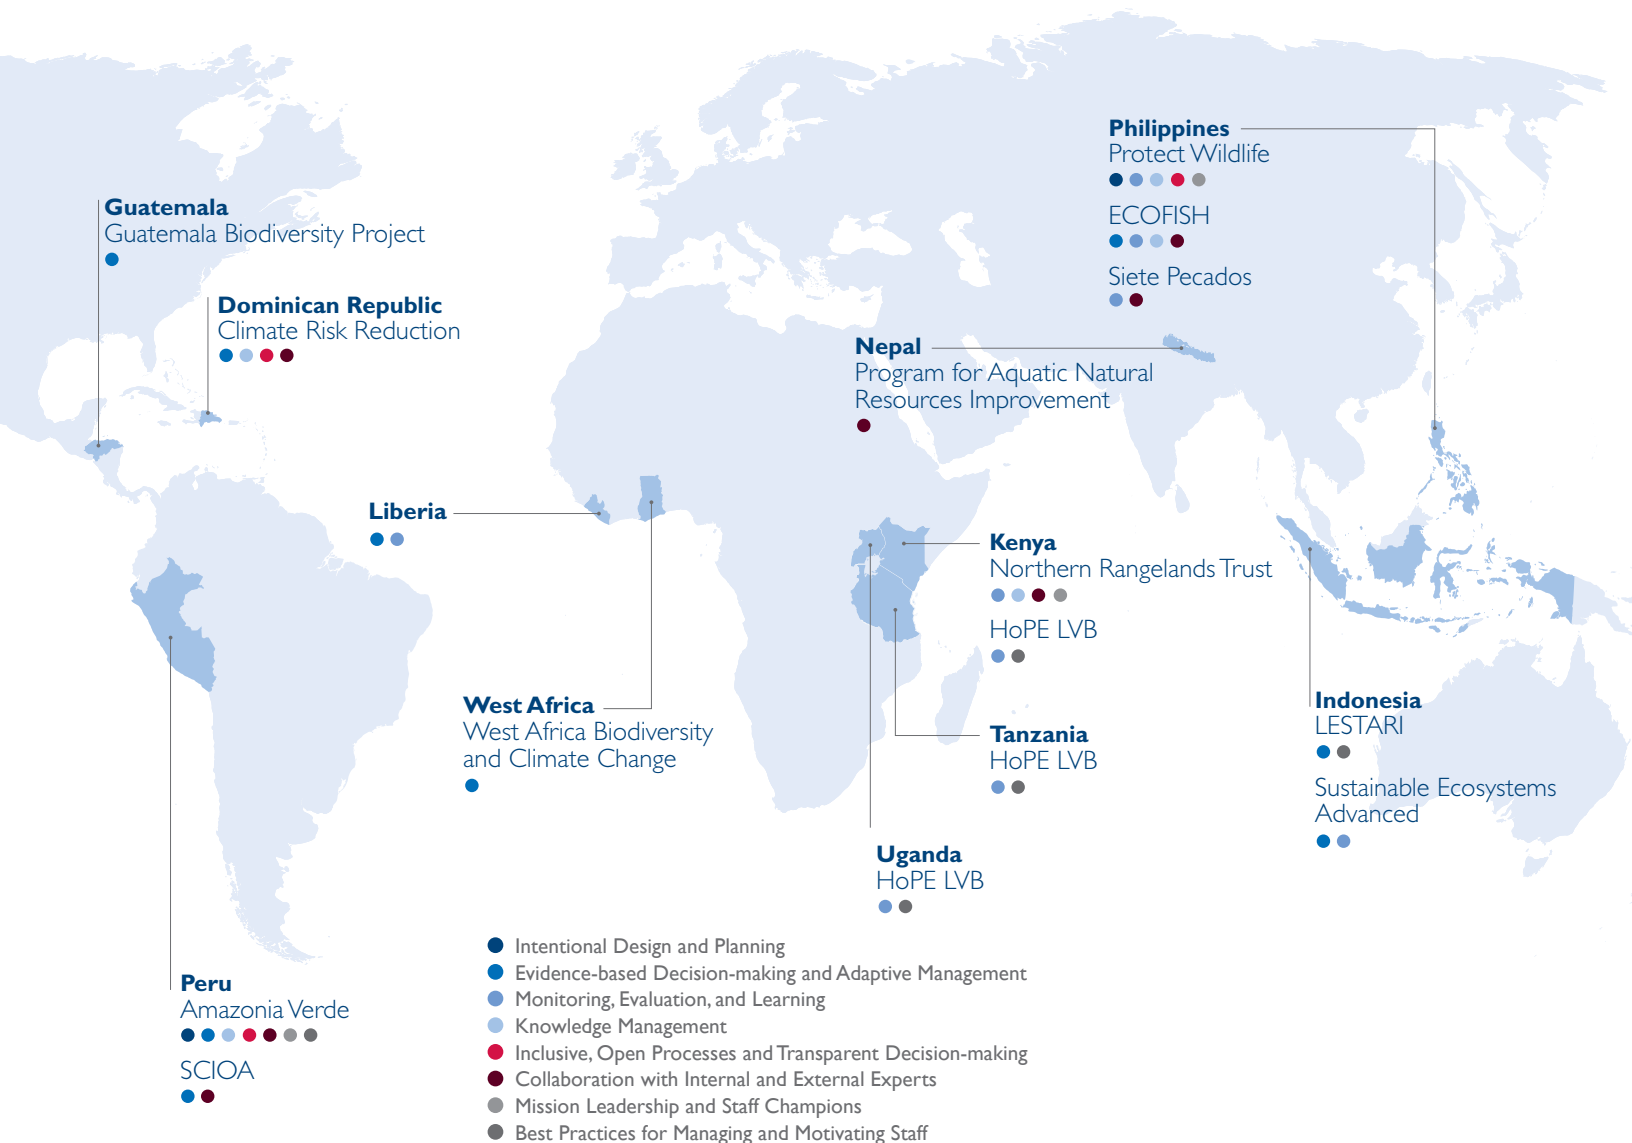 Philippines
Protect Wildlife
ECOFISH
Siete Pecados
Guatemala
Guatemala Biodiversity Project
Dominican Republic
Climate Risk Reduction
Nepal
Program for Aquatic Natural
Resources Improvement
Liberia
Kenya
Northern Rangelands Trust
HoPE LVB
West Africa
West Africa Biodiversity
and Climate Change
Tanzania
HoPE LVB
Indonesia
LESTARI
Sustainable Ecosystems
Advanced
Uganda
HoPE LVB
Peru
Amazonia Verde
SCIOA
Intentional Design and Planning
Evidence-based Decision-making and Adaptive Management
Monitoring, Evaluation, and Learning
Knowledge Management
Inclusive, Open Processes and Transparent Decision-making
Collaboration with Internal and External Experts
Mission Leadership and Staff Champions
Best Practices for Managing and Motivating Staff